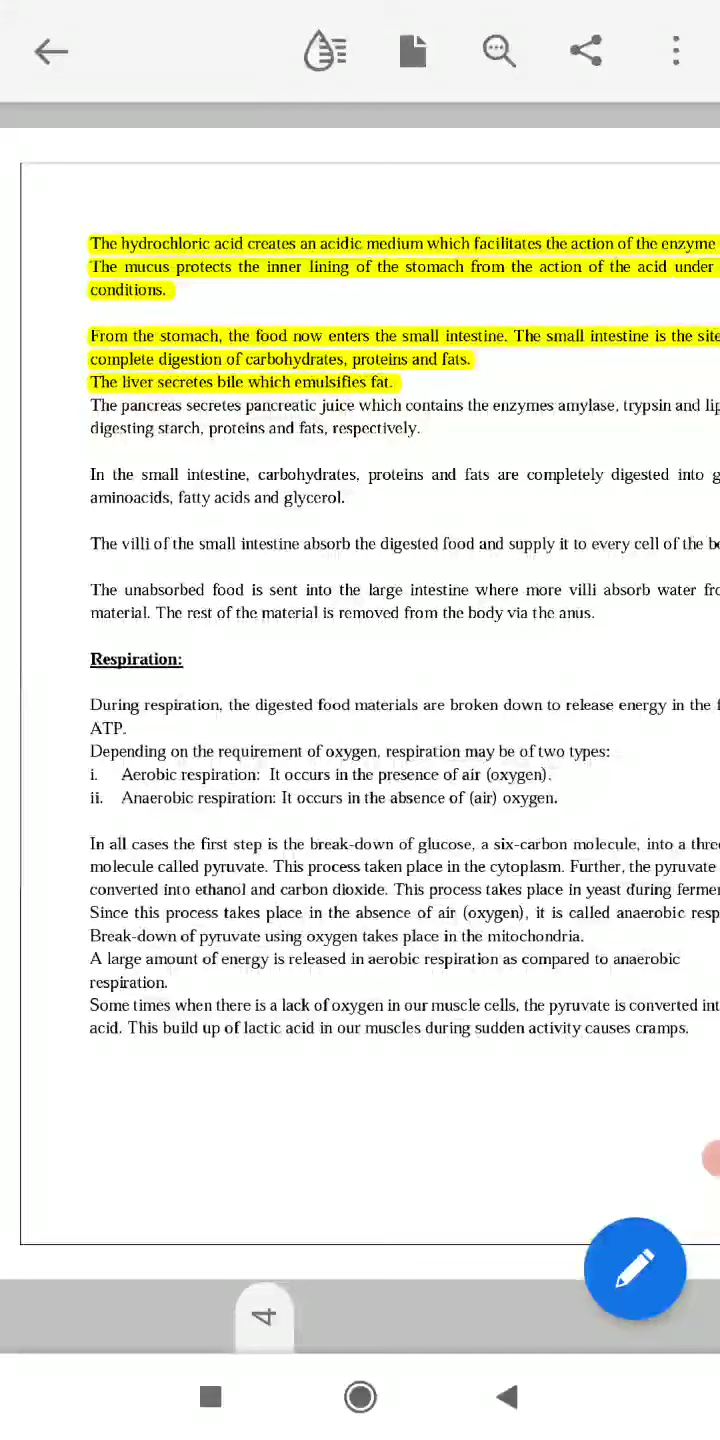 The hydrochloric acid creates an acidic medium which facilitates the action of the enzyme
The mucus protects the inner lining of the stomach from the action of the acid under
conditions.
From the stomach, the food now enters the small intestine. The small intestine is the site
complete digestion of carbohydrates, proteins and fats.
The liver secretes bile which emulsifies fat.
The pancreas secretes pancreatic juice which contains the enzymes amylase, trypsin and
digesting starch, proteins and fats, respectively.
In the small intestine, carbohydrates, proteins and fats are completely digested into
aminoacids, fatty acids and glycerol.
The villi of the small intestine absorb the digested food and supply it to every cell of the
The unabsorbed food is sent into the large intestine where more villi absorb water
material. The rest of the material is removed from the body via the anus.
Respiration:
During respiration, the digested food materials are broken down to release energy in the
ATP.
Depending on the requirement of oxygen, respiration may be of two types:
i. Aerobic respiration: It occurs in the presence of air (oxygen).
ii. Anaerobic respiration: It occurs in the absence of (air) oxygen.
In all cases the first step is the break-down of glucose, a six-carbon molecule, into a
molecule called pyruvate. This process taken place in the cytoplasm. Further, the pyruvate
converted into ethanol and carbon dioxide. This process takes place in yeast during
Since this process takes place in the absence of air (oxygen), it is called anaerobic
Break-down of pyruvate using oxygen takes place in the mitochondria.
A large amount of energy is released in aerobic respiration as compared to anaerobic
respiration.
Some times when there is a lack of oxygen in our muscle cells, the pyruvate is converted
acid. This build up of lactic acid in our muscles during sudden activity causes cramps.
4